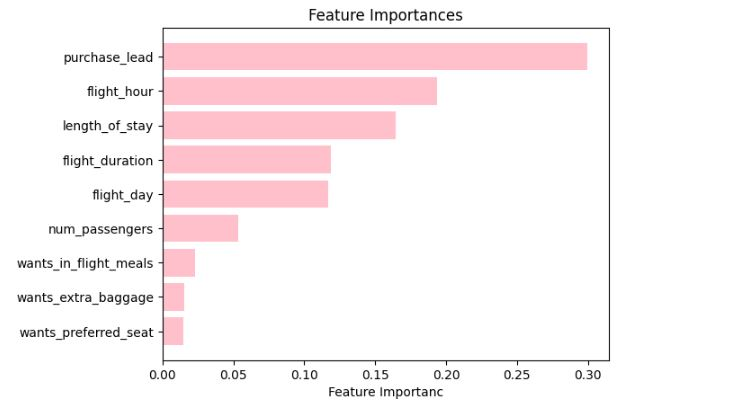 Feature Importances
purchase_lead
flight_hour
length_of_stay
flight_duration
flight_day
num_passengers
wants_in_flight_meals
wants_extra_baggage
wants_preferred_seat
0.00 0.05 0.10 0.15 0.20 0.25 0.30
Feature Importanc